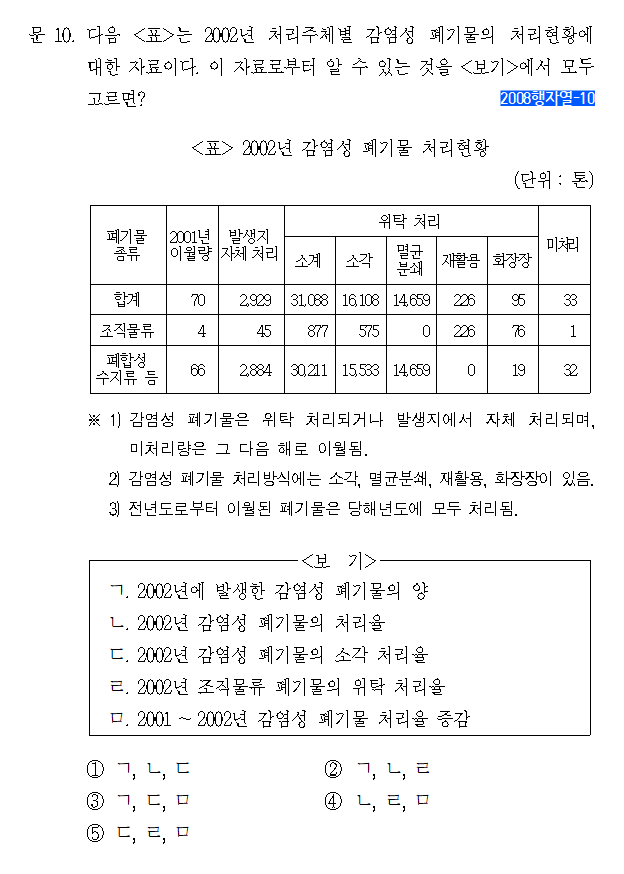 문 10. 다음 <표>는 2002년 처리주체별 감염성 폐기물의 처리현황에
대한 자료이다. 이 자료로부터 알 수 있는 것을 <보기>에서 모두
고르면? 2008행자열-10
<표> 2002년 감염성 폐기물 처리현황
(단위 : 톤)
폐기물 종류 2001년 이월량 발생지 자체 처리 위탁 처리 미처리
소계 소각 멸균 분쇄 재활용 화장장
합계 70 2,929 31,088 16,108 14,659 226 95 33
조직물류 4 45 877 575 0 226 76 1
폐합성 수지류 등 66 2,884 30,211 15,533 14,659 0 19 32
※ 1) 감염성 폐기물은 위탁 처리되거나 발생지에서 자체 처리되며,
미처리량은 그 다음 해로 이월됨.
2) 감염성 폐기물 처리방식에는 소각, 멸균분쇄, 재활용, 화장장이 있음.
3) 전년도로부터 이월된 폐기물은 당해년도에 모두 처리됨.
<보 기>
ㄱ. 2002년에 발생한 감염성 폐기물의 양
ㄴ. 2002년 감염성 폐기물의 처리율
ㄷ. 2002년 감염성 폐기물의 소각 처리율
ㄹ. 2002년 조직물류 폐기물의 위탁 처리율
ㅁ. 2001 ~ 2002년 감염성 폐기물 처리율 증감
① ㄱ, ㄴ, ㄷ ② ㄱ, ㄴ, ㄹ
③ ㄱ, ㄷ, ㅁ ④ ㄴ, ㄹ, ㅁ
⑤ ㄷ, ㄹ, ㅁ